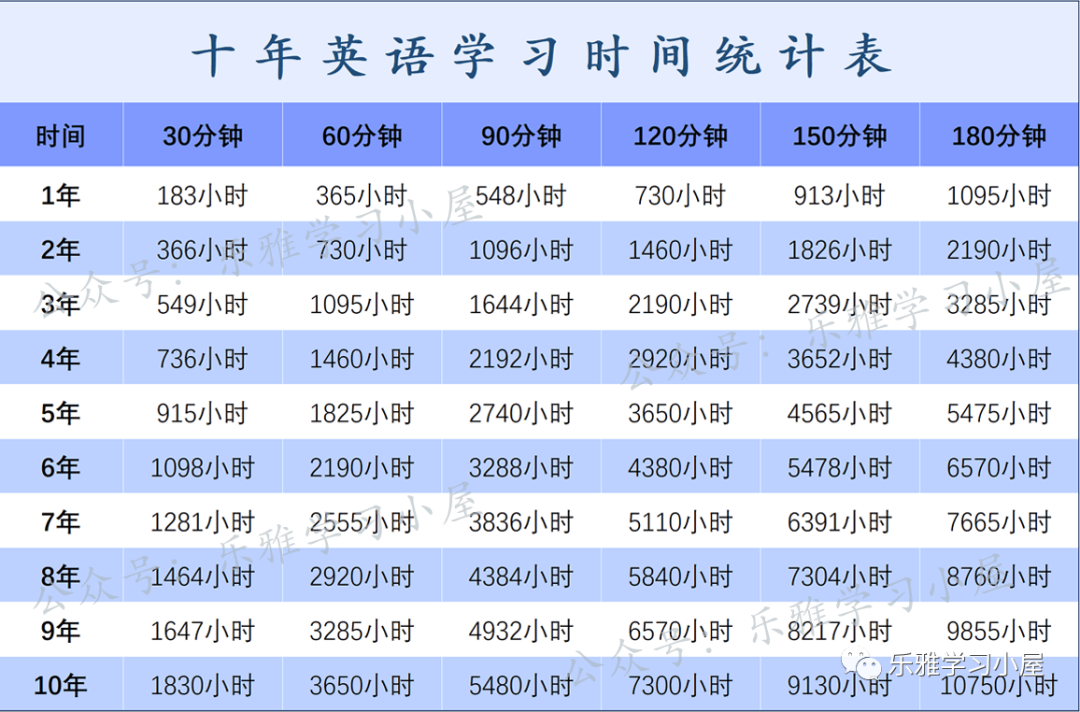 十年英语学习时间统计表
时间 30分钟 60分钟 90分钟 120分钟 150分钟 180分钟
1年 183小时 365小时 548小时 730小时 913小时 1095小时
2年 366小时 730小时 1096小时 1460小时 1826小时 2190小时
3年 549小时 1095小时 1644小时 2190小时 2739小时 3285小时
4年 736小时 1460小时 2192小时 2920小时 3652小时 4380小时
5年 915小时 1825小时 2740小时 3650小时 4565小时 5475小时
6年 1098小时 2190小时 3288小时 4380小时 5478小时 6570小时
7年 1281小时 2555小时 3836小时 5110小时 6391小时 7665小时
8年 1464小时 2920小时 4384小时 5840小时 7304小时 8760小时
9年 1647小时 3285小时 4932小时 6570小时 8217小时 9855小时
10年 1830小时 3650小时 5480小时 7300小时 9130小时 10750小时
公众号：乐雅学习小屋
公众号：乐雅学习小屋
公众号：乐雅学习小屋
公众号：乐雅学习小屋
乐雅学习小屋